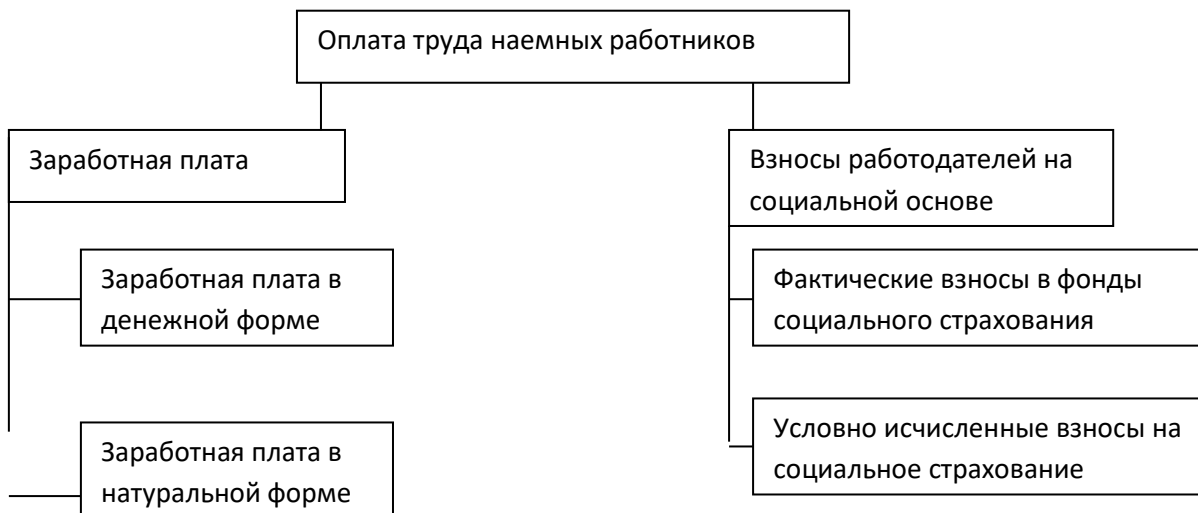 Оплата труда наемных работников
Заработная плата
Взносы работодателей на
социальной основе
Заработная плата в
денежной форме
Фактические взносы в фонды
социального страхования
Заработная плата в
натуральной форме
Условно исчисленные взносы на
социальное страхование